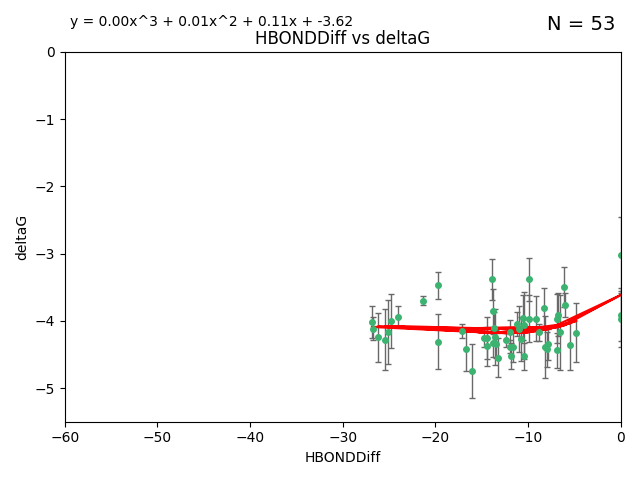 y = 0.00x^3 + 0.01x^2 + 0.11x + -3.62
N = 53
HBONDDiff vs deltaG
0
−1
−2
−3
−4
−5
deltaG
−60 −50 −40 −30 −20 −10 0
HBONDDiff